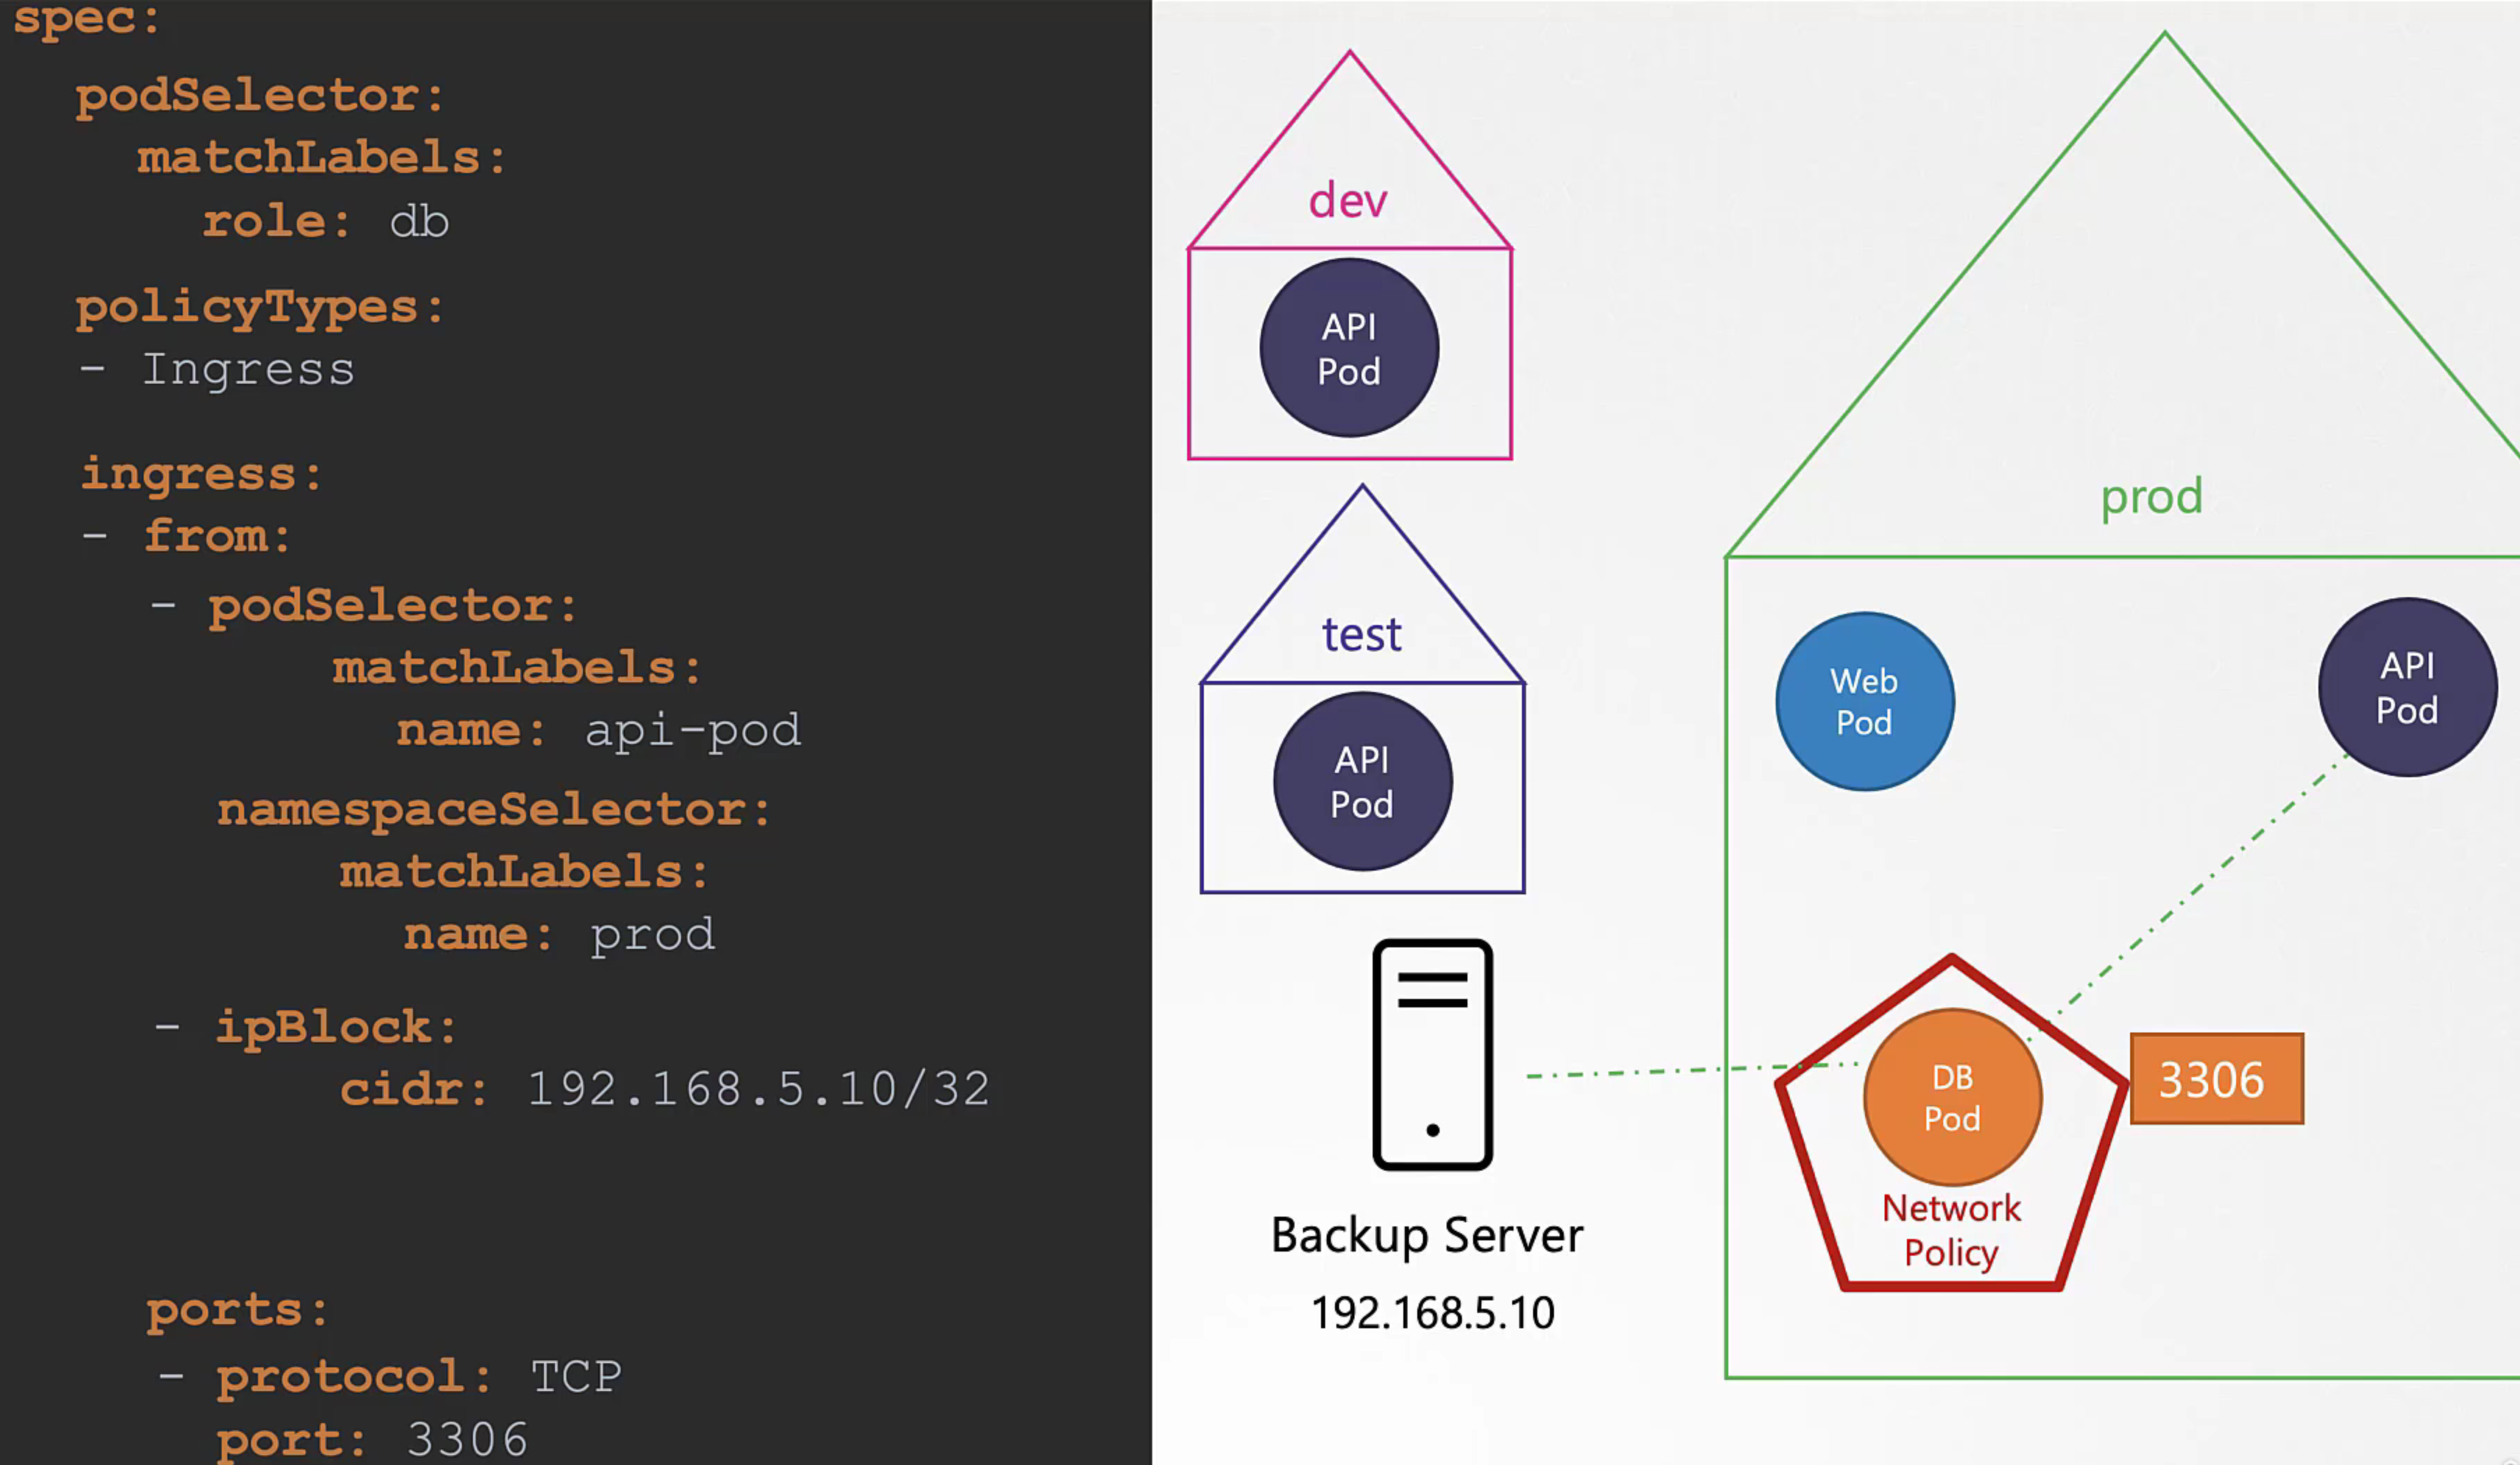 spec:
podSelector:
matchLabels:
role: db
policyTypes:
- Ingress
ingress:
- from:
- podSelector:
matchLabels:
name: api-pod
namespaceSelector:
matchLabels:
name: prod
- ipBlock:
cidr: 192.168.5.10/32
ports:
- protocol: TCP
port: 3306
dev
API
Pod
test
API
Pod
Backup Server
192.168.5.10
prod
Web
Pod
API
Pod
DB
Pod
Network
Policy
3306